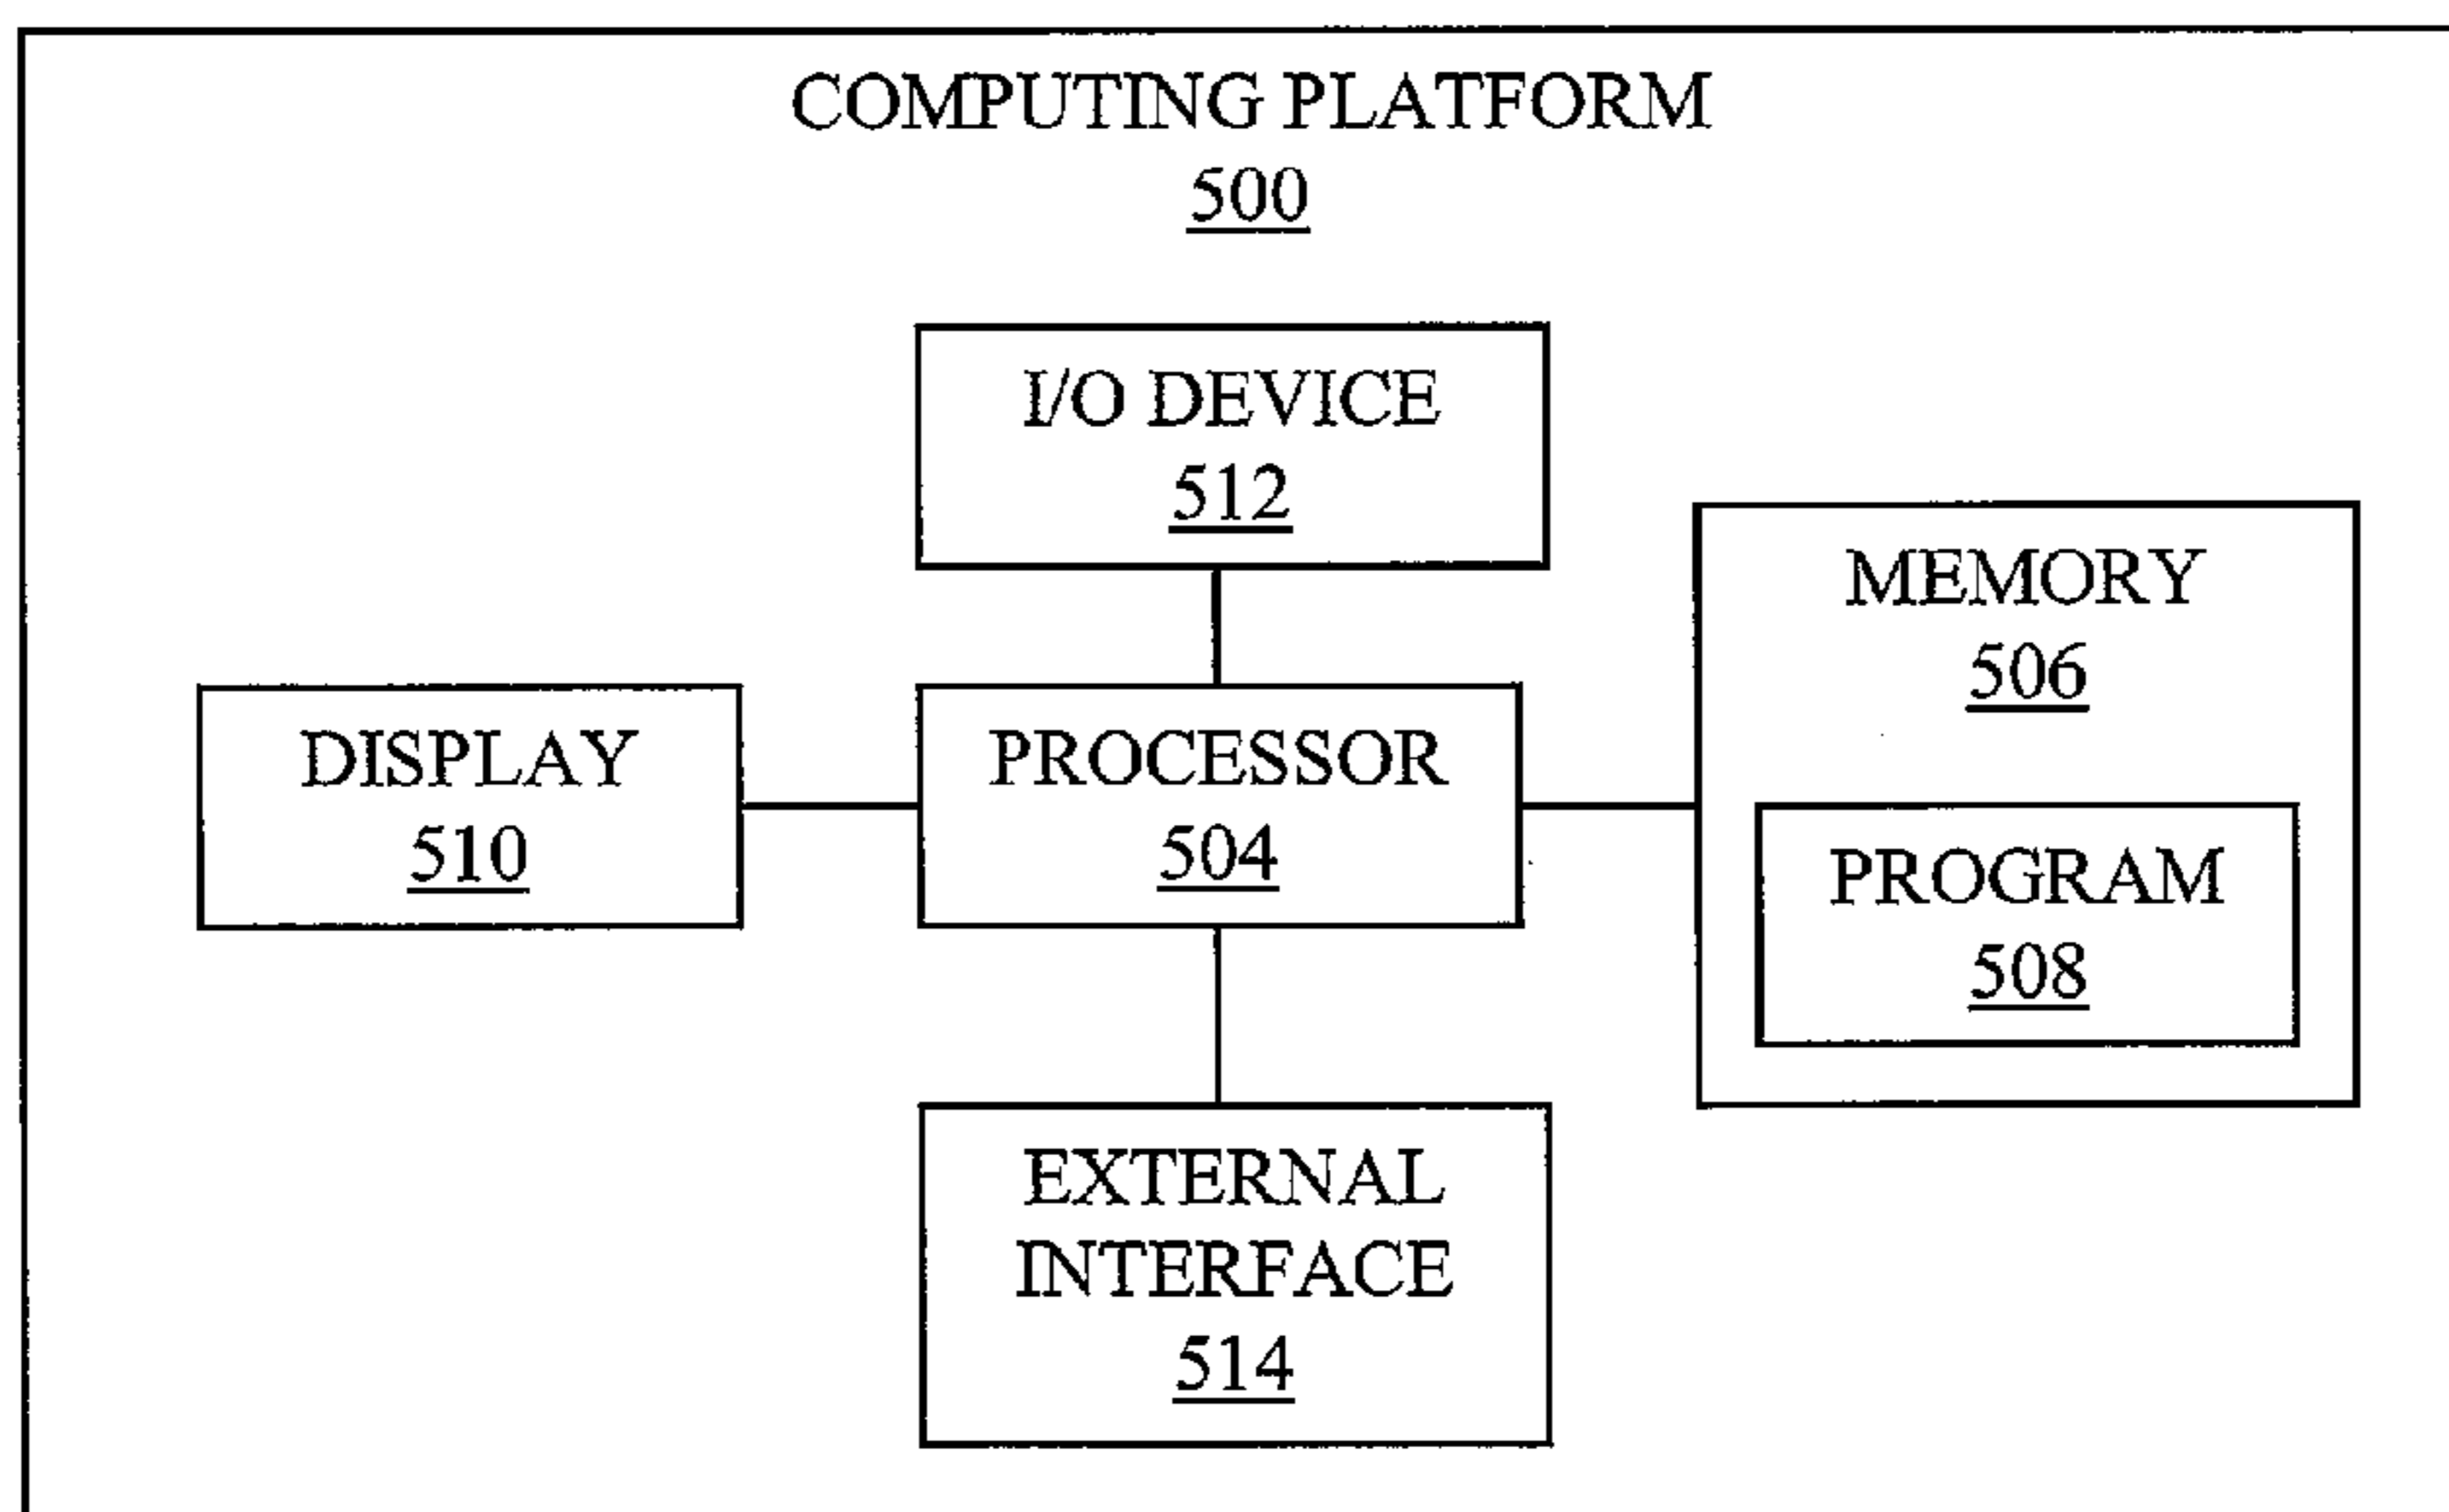 COMPUTING PLATFORM
500
I/O DEVICE
512
MEMORY
506
DISPLAY
510
PROCESSOR
504
PROGRAM
508
EXTERNAL
INTERFACE
514